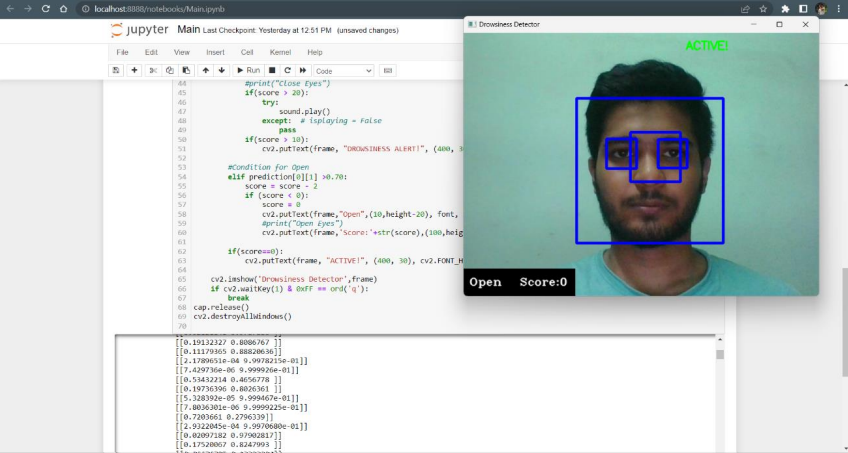 localhost:8888/notebooks/Main.ipynb
jupyter Main Last Checkpoint: Yesterday at 12:51 PM (unsaved changes)
File Edit View Insert Cell Kernel Help
Run Code
44 #print("Close Eyes")
45 if(score > 20):
46 try:
47 sound.play()
48 except: # isplaying = False
49 pass
50 if(score > 10):
51 cv2.putText(frame, "DROWSINESS ALERT!", (400, 3
52
53 #Condition for Open
54 elif prediction[0][1] >0.70:
55 score = score - 2
56 if (score < 0):
57 score = 0
58 cv2.putText(frame,"Open",(10,height-20), font,
59 #print("Open Eyes")
60 cv2.putText(frame,'Score:'+str(score),(100,heig
61
62 if(score==0):
63 cv2.putText(frame, "ACTIVE!", (400, 30), cv2.FONT_H
64
65 cv2.imshow('Drowsiness Detector',frame)
66 if cv2.waitKey(1) & 0xFF == ord('q'):
67 break
68 cap.release()
69 cv2.destroyAllWindows()
70
[[0.19132327 0.8086767 ]]
[[0.11179365 0.88820636]]
[[2.1789651e-04 9.9978215e-01]]
[[7.429736e-06 9.999926e-01]]
[[0.53432214 0.4656778 ]]
[[0.19736396 0.8026361 ]]
[[5.328392e-05 9.999467e-01]]
[[7.8036301e-06 9.9999225e-01]]
[[0.7203661 0.2796339]]
[[2.9322045e-04 9.9970680e-01]]
[[0.02097182 0.97902817]]
[[0.17520067 0.8247993 ]]
Drowsiness Detector
ACTIVE!
Open Score:0